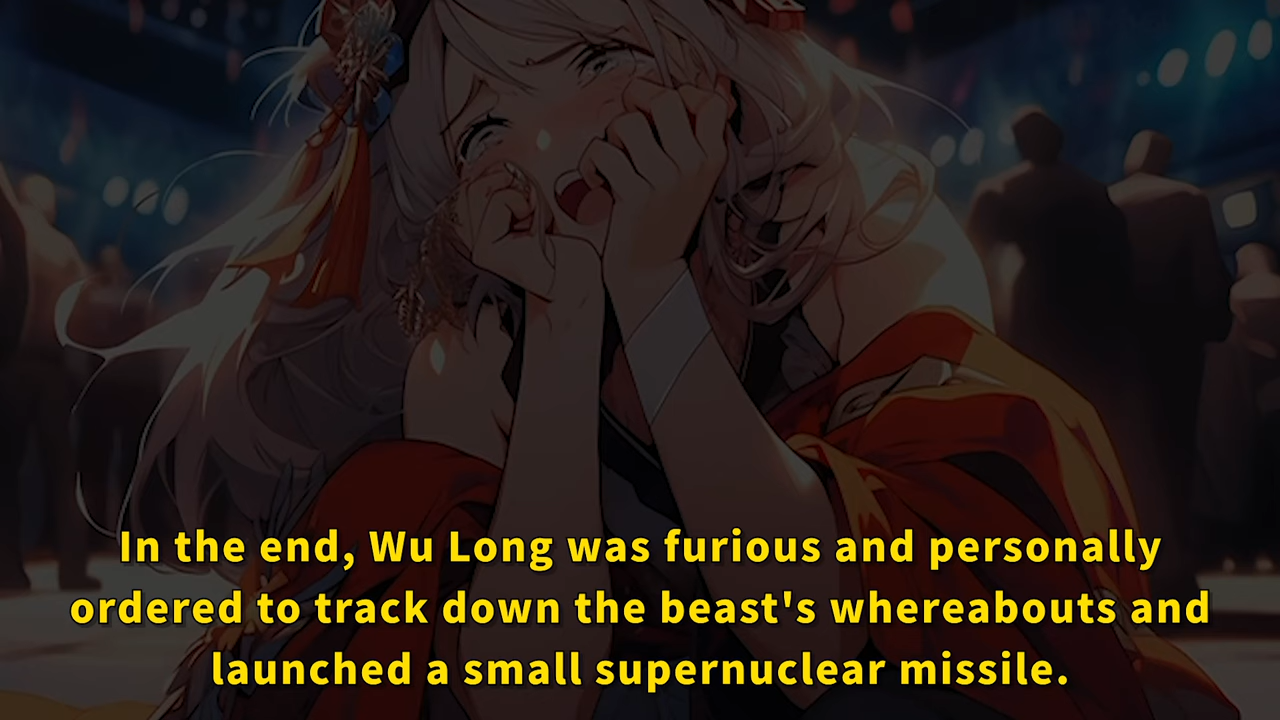 In the end, Wu Long was furious and personally
ordered to track down the beast's whereabouts and
launched a small supernuclear missile.